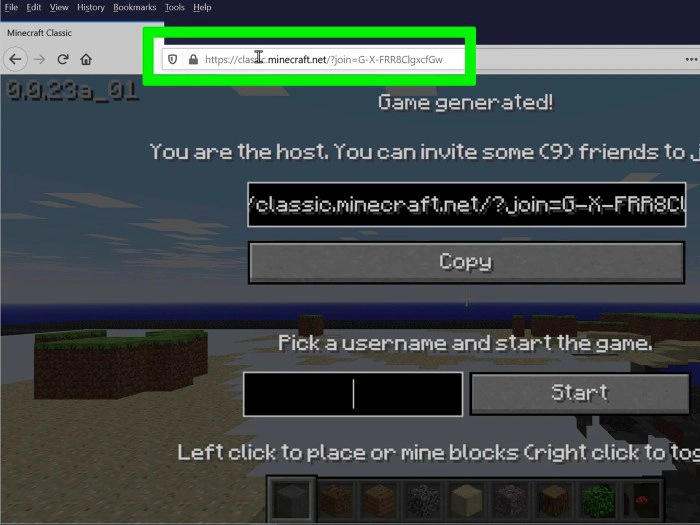 File Edit View History Bookmarks Tools Help
Minecraft Classic
https://classic.minecraft.net/?join=G-X-FRR8ClgxcfGw
0.0.23a_01
Game generated!
You are the host. You can invite some (9) friends to
/classic.minecraft.net/?join=G-X-FRR8Cl
Copy
Pick a username and start the game.
Start
Left click to place or mine blocks (right click to tog